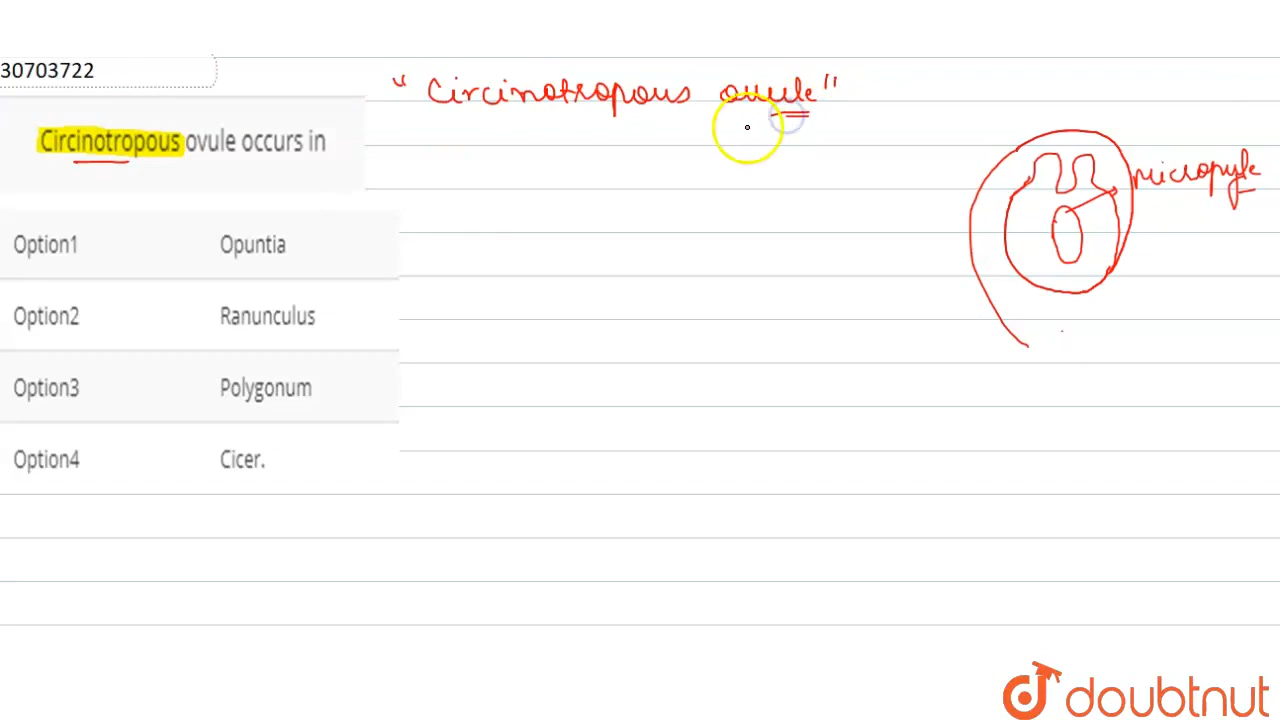 30703722
"Circinotropous ovule"
Circinotropous ovule occurs in
micropyle
Option1 Opuntia
Option2 Ranunculus
Option3 Polygonum
Option4 Cicer.
doubtnut